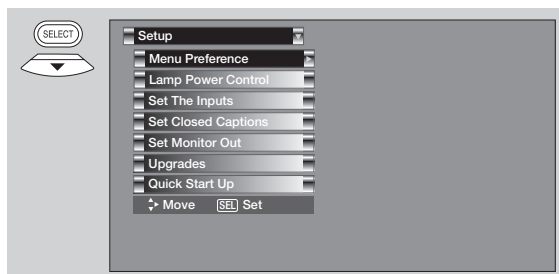 SELECT
Setup
Menu Preference
Lamp Power Control
Set The Inputs
Set Closed Captions
Set Monitor Out
Upgrades
Quick Start Up
Move SEL Set